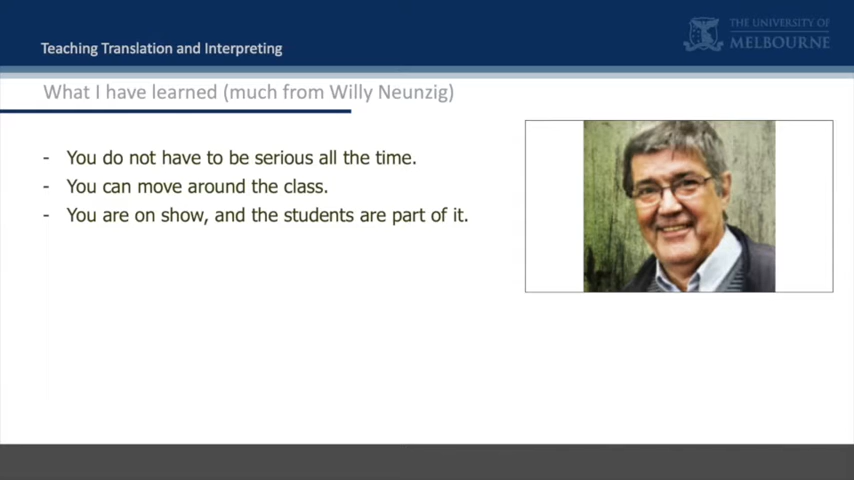 THE UNIVERSITY OF
MELBOURNE
Teaching Translation and Interpreting
What I have learned (much from Willy Neunzig)
- You do not have to be serious all the time.
- You can move around the class.
- You are on show, and the students are part of it.